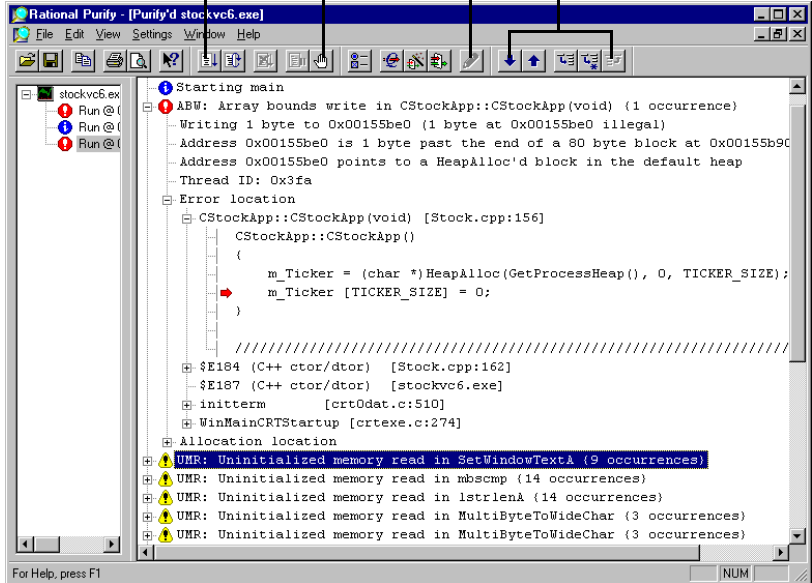 Rational Purify - [Purify'd stockvc6.exe]
File Edit View Settings Window Help
stockvc6.ex
Run @ (
Run @ (
Run @ (
Starting main
ABW: Array bounds write in CStockApp::CStockApp(void) {1 occurrence}
Writing 1 byte to 0x00155be0 (1 byte at 0x00155be0 illegal)
Address 0x00155be0 is 1 byte past the end of a 80 byte block at 0x00155b90
Address 0x00155be0 points to a HeapAlloc'd block in the default heap
Thread ID: 0x3fa
Error location
CStockApp::CStockApp(void) [Stock.cpp:156]
CStockApp::CStockApp()
{
m_Ticker = (char *)HeapAlloc(GetProcessHeap(), 0, TICKER_SIZE);
m_Ticker [TICKER_SIZE] = 0;
}
////////////////////////////////////////////////////////////////////
$E184 (C++ ctor/dtor) [Stock.cpp:162]
$E187 (C++ ctor/dtor) [stockvc6.exe]
initterm [crt0dat.c:510]
WinMainCRTStartup [crtexe.c:274]
Allocation location
UMR: Uninitialized memory read in SetWindowTextA {9 occurrences}
UMR: Uninitialized memory read in mbscmp {14 occurrences}
UMR: Uninitialized memory read in lstrlenA {14 occurrences}
UMR: Uninitialized memory read in MultiByteToWideChar {3 occurrences}
UMR: Uninitialized memory read in MultiByteToWideChar {3 occurrences}
For Help, press F1
NUM